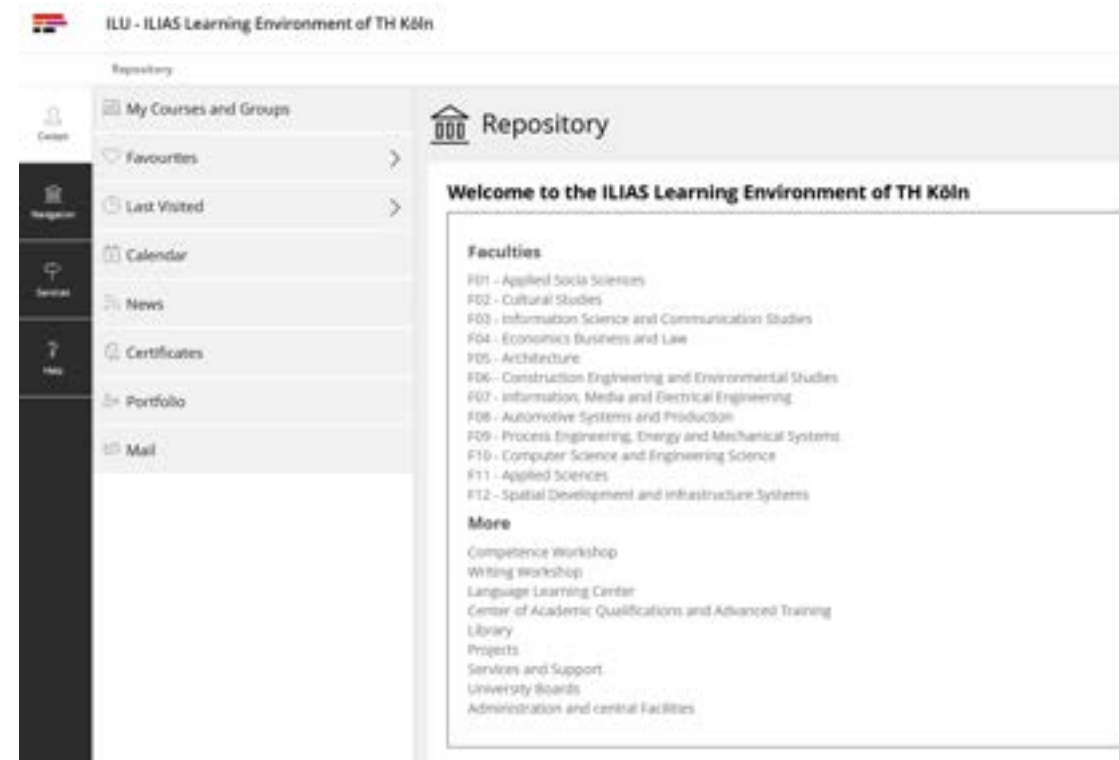 ILU - ILIAS Learning Environment of TH Köln
Repository
Cockpit
Navigation
Services
Help
My Courses and Groups
Favourites
Last Visited
Calendar
News
Certificates
Portfolio
Mail
Repository
Welcome to the ILIAS Learning Environment of TH Köln
Faculties
F01 - Applied Socia Sciences
F02 - Cultural Studies
F03 - Information Science and Communication Studies
F04 - Economics Business and Law
F05 - Architecture
F06 - Construction Engineering and Environmental Studies
F07 - Information, Media and Electrical Engineering
F08 - Automotive Systems and Production
F09 - Process Engineering, Energy and Mechanical Systems
F10 - Computer Science and Engineering Science
F11 - Applied Sciences
F12 - Spatial Development and Infrastructure Systems
More
Competence Workshop
Writing Workshop
Language Learning Center
Center of Academic Qualifications and Advanced Training
Library
Projects
Services and Support
University Boards
Administration and central Facilities